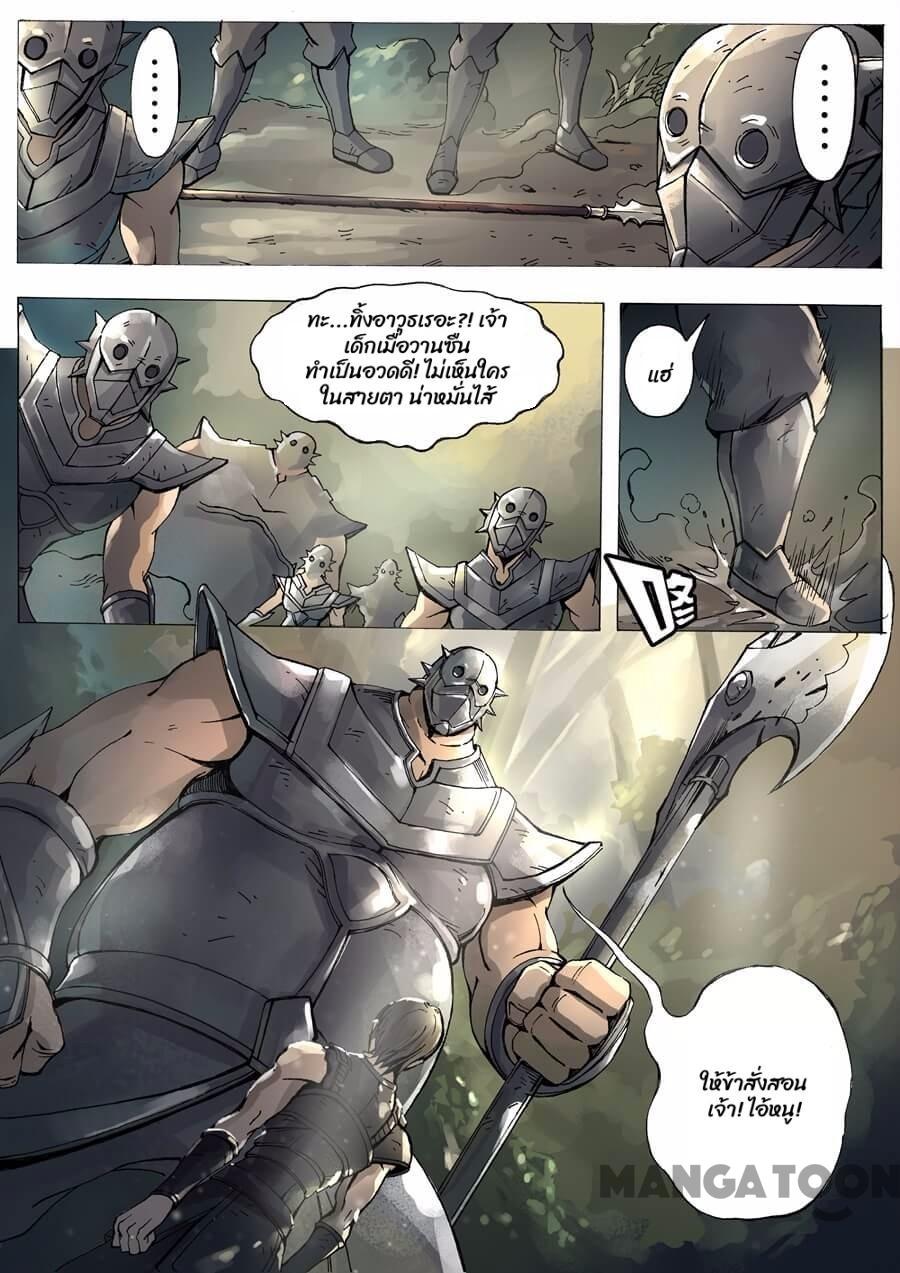 ......
......
ทะ...ทิ้งอาวุธเรอะ?! เจ้า
เด็กเมื่อวานซืน
ทำเป็นอวดดี! ไม่เห็นใคร
ในสายตา น่าหมั่นไส้
แฮ่
咚
ให้ข้าสั่งสอน
เจ้า! ไอ้หนู!
MANGATOON